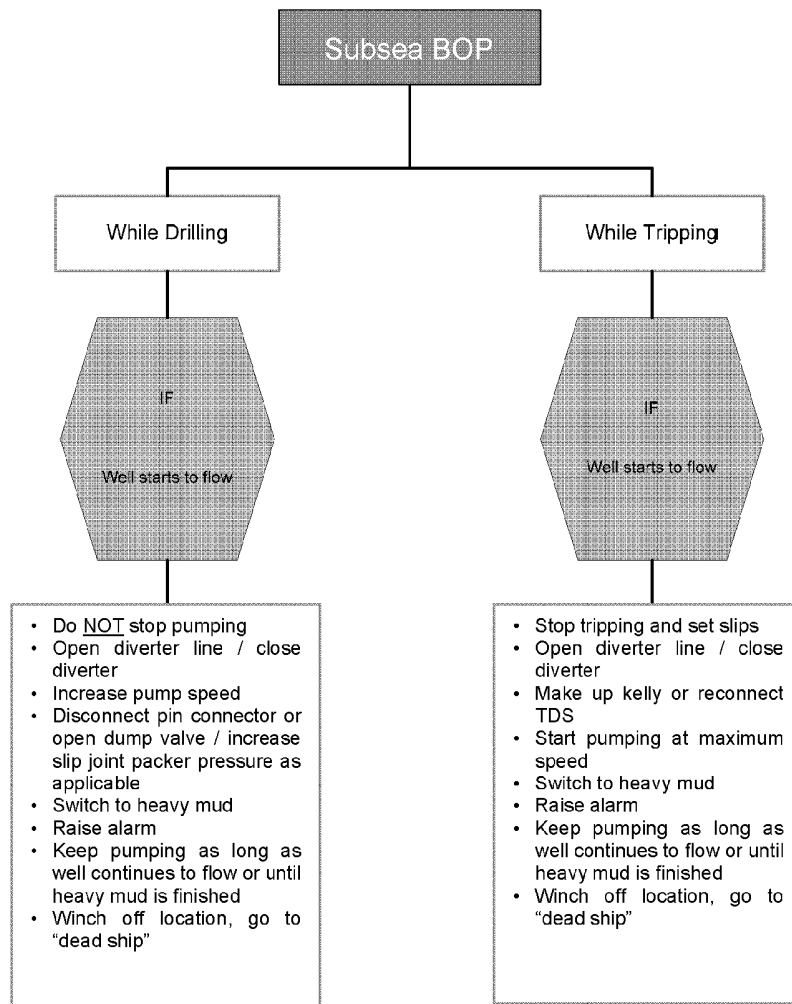 Subsea BOP
While Drilling
While Tripping
IF
Well starts to flow
IF
Well starts to flow
• Do NOT stop pumping
• Open diverter line / close
diverter
• Increase pump speed
• Disconnect pin connector or
open dump valve / increase
slip joint packer pressure as
applicable
• Switch to heavy mud
• Raise alarm
• Keep pumping as long as
well continues to flow or until
heavy mud is finished
• Winch off location, go to
“dead ship”
• Stop tripping and set slips
• Open diverter line / close
diverter
• Make up kelly or reconnect
TDS
• Start pumping at maximum
speed
• Switch to heavy mud
• Raise alarm
• Keep pumping as long as
well continues to flow or until
heavy mud is finished
• Winch off location, go to
“dead ship”